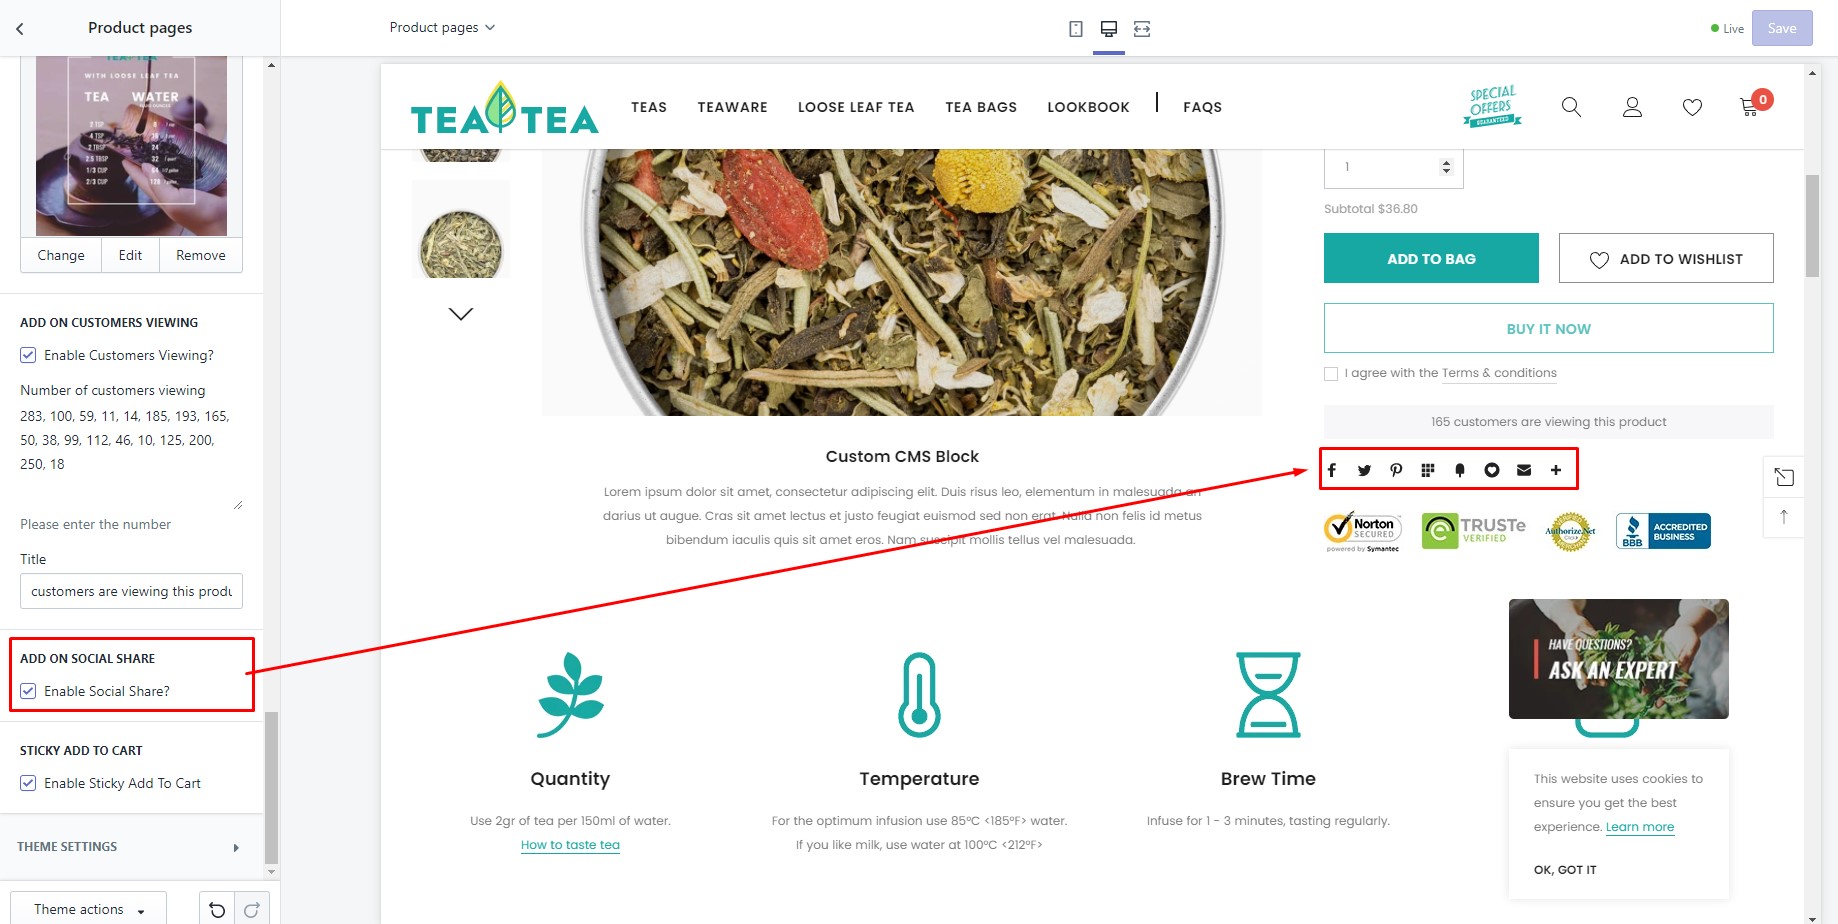 Product pages
Product pages
Live
Save
TEA TEA
WITH LOOSE LEAF TEA
TEA WATER
2 TSP
4 TSP
2 TBSP 24
2.5 TBSP 32
1/3 CUP 64
2/3 CUP 128
Change
Edit
Remove
ADD ON CUSTOMERS VIEWING
Enable Customers Viewing?
Number of customers viewing
283, 100, 59, 11, 14, 185, 193, 165,
50, 38, 99, 112, 46, 10, 125, 200,
250, 18
Please enter the number
Title
customers are viewing this produ
ADD ON SOCIAL SHARE
Enable Social Share?
STICKY ADD TO CART
Enable Sticky Add To Cart
THEME SETTINGS
Theme actions
TEA TEA
TEAS
TEAWARE
LOOSE LEAF TEA
TEA BAGS
LOOKBOOK
FAQS
SPECIAL
OFFERS
GUARANTEED
0
1
Subtotal $36.80
ADD TO BAG
ADD TO WISHLIST
BUY IT NOW
I agree with the Terms & conditions
165 customers are viewing this product
Custom CMS Block
Lorem ipsum dolor sit amet, consectetur adipiscing elit. Duis risus leo, elementum in malesuada an
darius ut augue. Cras sit amet lectus et justo feugiat euismod sed non erat. Nulla non felis id metus
bibendum iaculis quis sit amet eros. Nam suscipit mollis tellus vel malesuada.
Norton
SECURED
powered by Symantec
TRUSTe
VERIFIED
Authorize.Net
CLICK
BBB
ACCREDITED
BUSINESS
HAVE QUESTIONS?
ASK AN EXPERT
Quantity
Use 2gr of tea per 150ml of water.
How to taste tea
Temperature
For the optimum infusion use 85°C <185°F> water.
If you like milk, use water at 100°C <212°F>
Brew Time
Infuse for 1 - 3 minutes, tasting regularly.
This website uses cookies to
ensure you get the best
experience. Learn more
OK, GOT IT